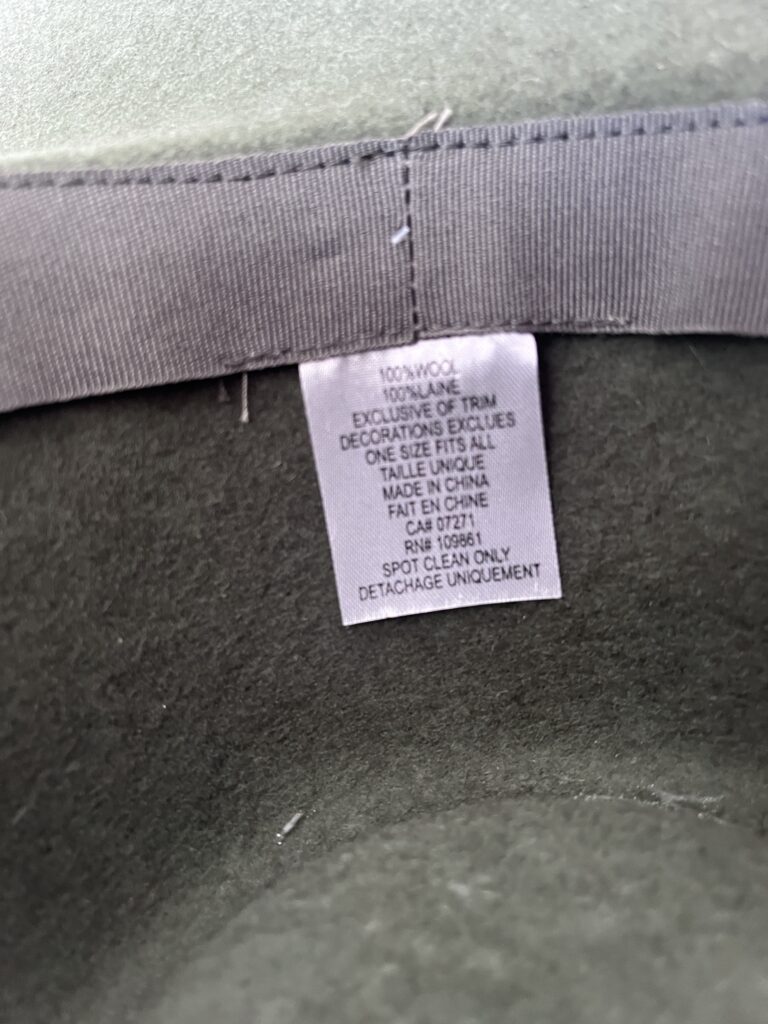 100%WOOL
100%LAINE
EXCLUSIVE OF TRIM
DECORATIONS EXCLUES
ONE SIZE FITS ALL
TAILLE UNIQUE
MADE IN CHINA
FAIT EN CHINE
CA# 07271
RN# 109861
SPOT CLEAN ONLY
DETACHAGE UNIQUEMENT